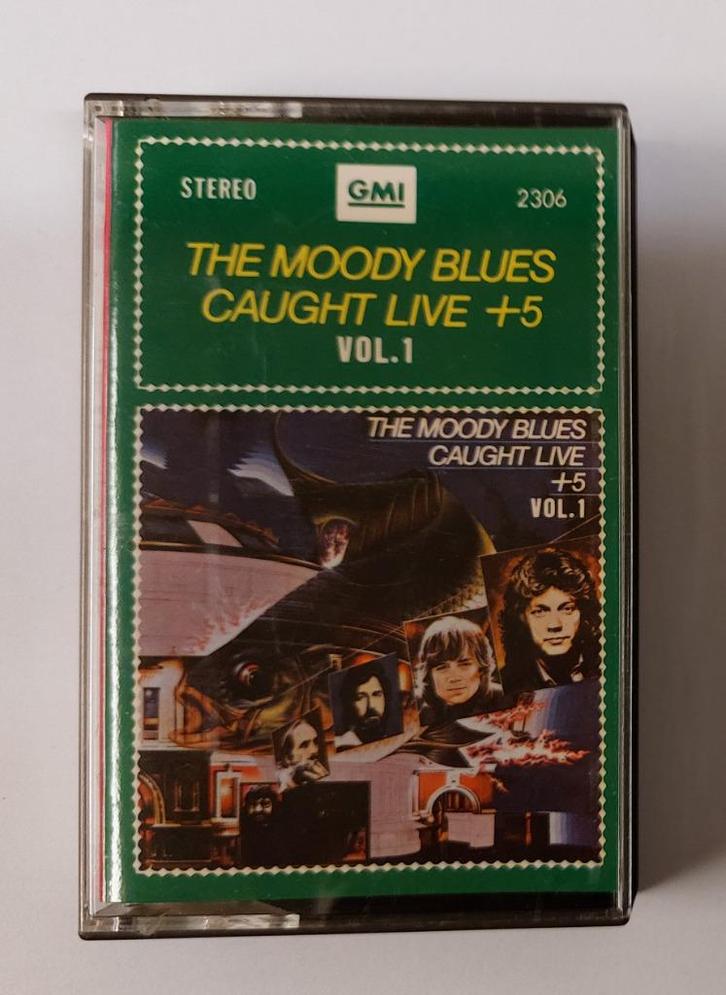 STEREO GMI 2306
THE MOODY BLUES
CAUGHT LIVE +5
VOL.1
THE MOODY BLUES
CAUGHT LIVE
+5
VOL.1